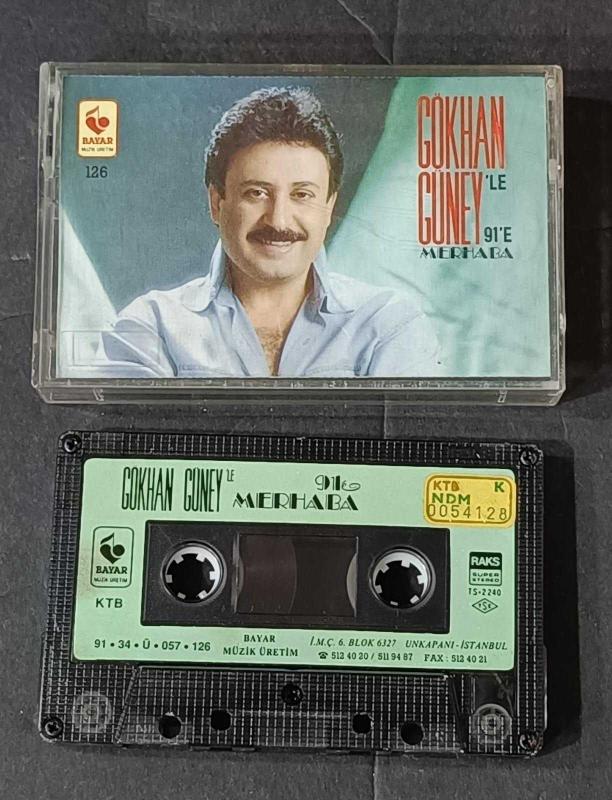 BAYAR
MÜZİK ÜRETİM
126
GÖKHAN
GÜNEY'LE
91'E
MERHABA
GÖKHAN GÜNEY'LE 91'E
MERHABA
KTB K
NDM
0054128
BAYAR
MÜZİK ÜRETİM
KTB
RAKS
SUPER
STEREO
TS-2240
TSE
91 • 34 • Ü • 057 • 126
BAYAR
MÜZİK ÜRETİM
İ.M.Ç. 6. BLOK 6327 UNKAPANI - İSTANBUL
☎ 512 40 20 / 511 94 87 FAX : 512 40 21